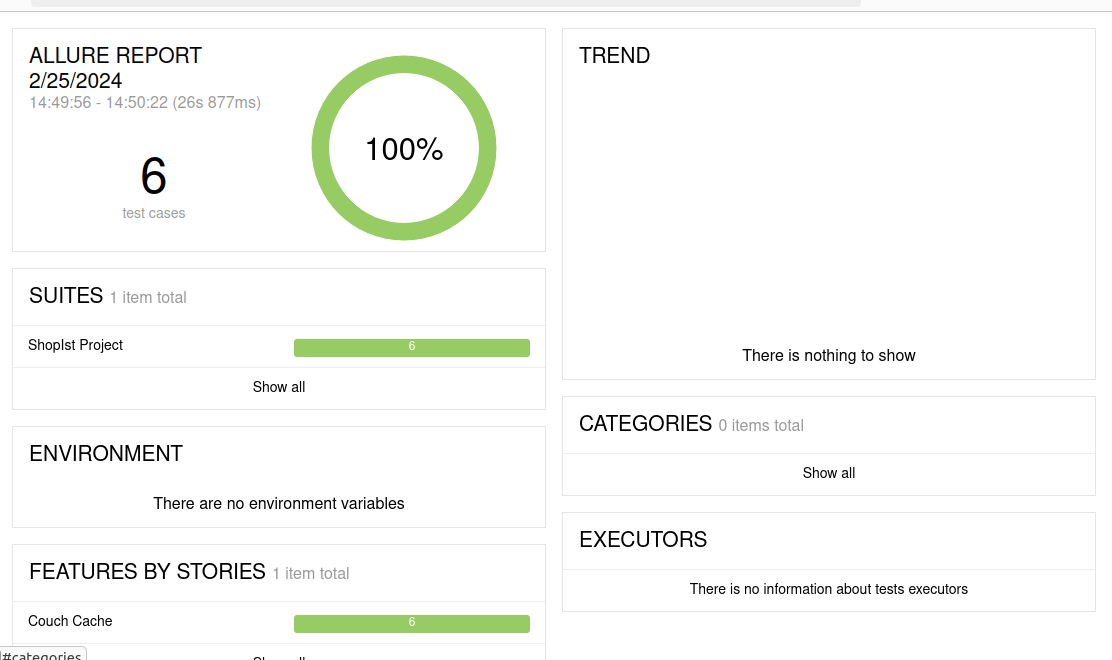 ALLURE REPORT
2/25/2024
14:49:56 - 14:50:22 (26s 877ms)
6
test cases
100%
SUITES 1 item total
ShopIst Project 6
Show all
ENVIRONMENT
There are no environment variables
FEATURES BY STORIES 1 item total
Couch Cache 6
TREND
There is nothing to show
CATEGORIES 0 items total
Show all
EXECUTORS
There is no information about tests executors
#categories